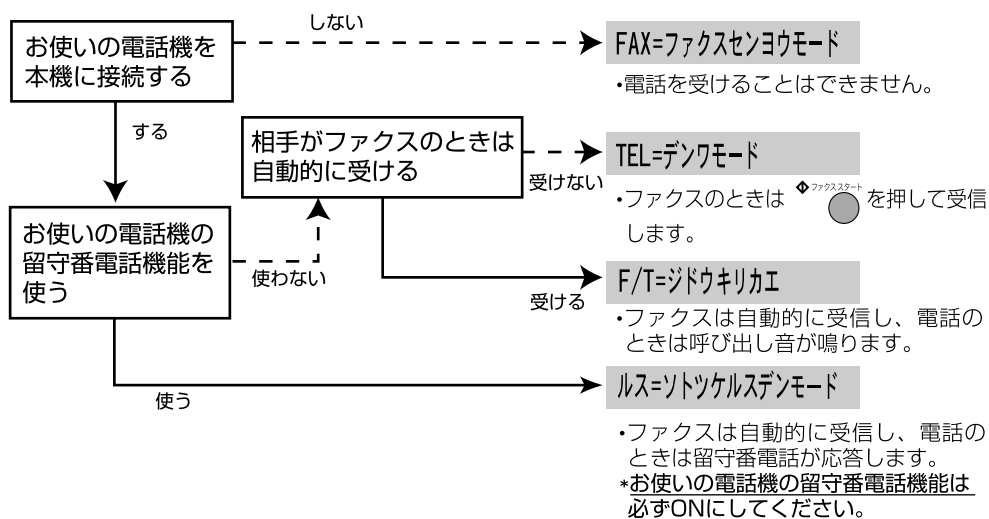 お使いの電話機を
本機に接続する
しない
FAX=ファクスセンヨウモード
・電話を受けることはできません。
する
相手がファクスのときは
自動的に受ける
受けない
TEL=デンワモード
・ファクスのときは ファクススタート を押して受信
します。
お使いの電話機の
留守番電話機能を
使う
使わない
受ける
F/T=ジドウキリカエ
・ファクスは自動的に受信し、電話の
ときは呼び出し音が鳴ります。
使う
ルス=ソトツケルスデンモード
・ファクスは自動的に受信し、電話の
ときは留守番電話が応答します。
*お使いの電話機の留守番電話機能は
必ずONにしてください。